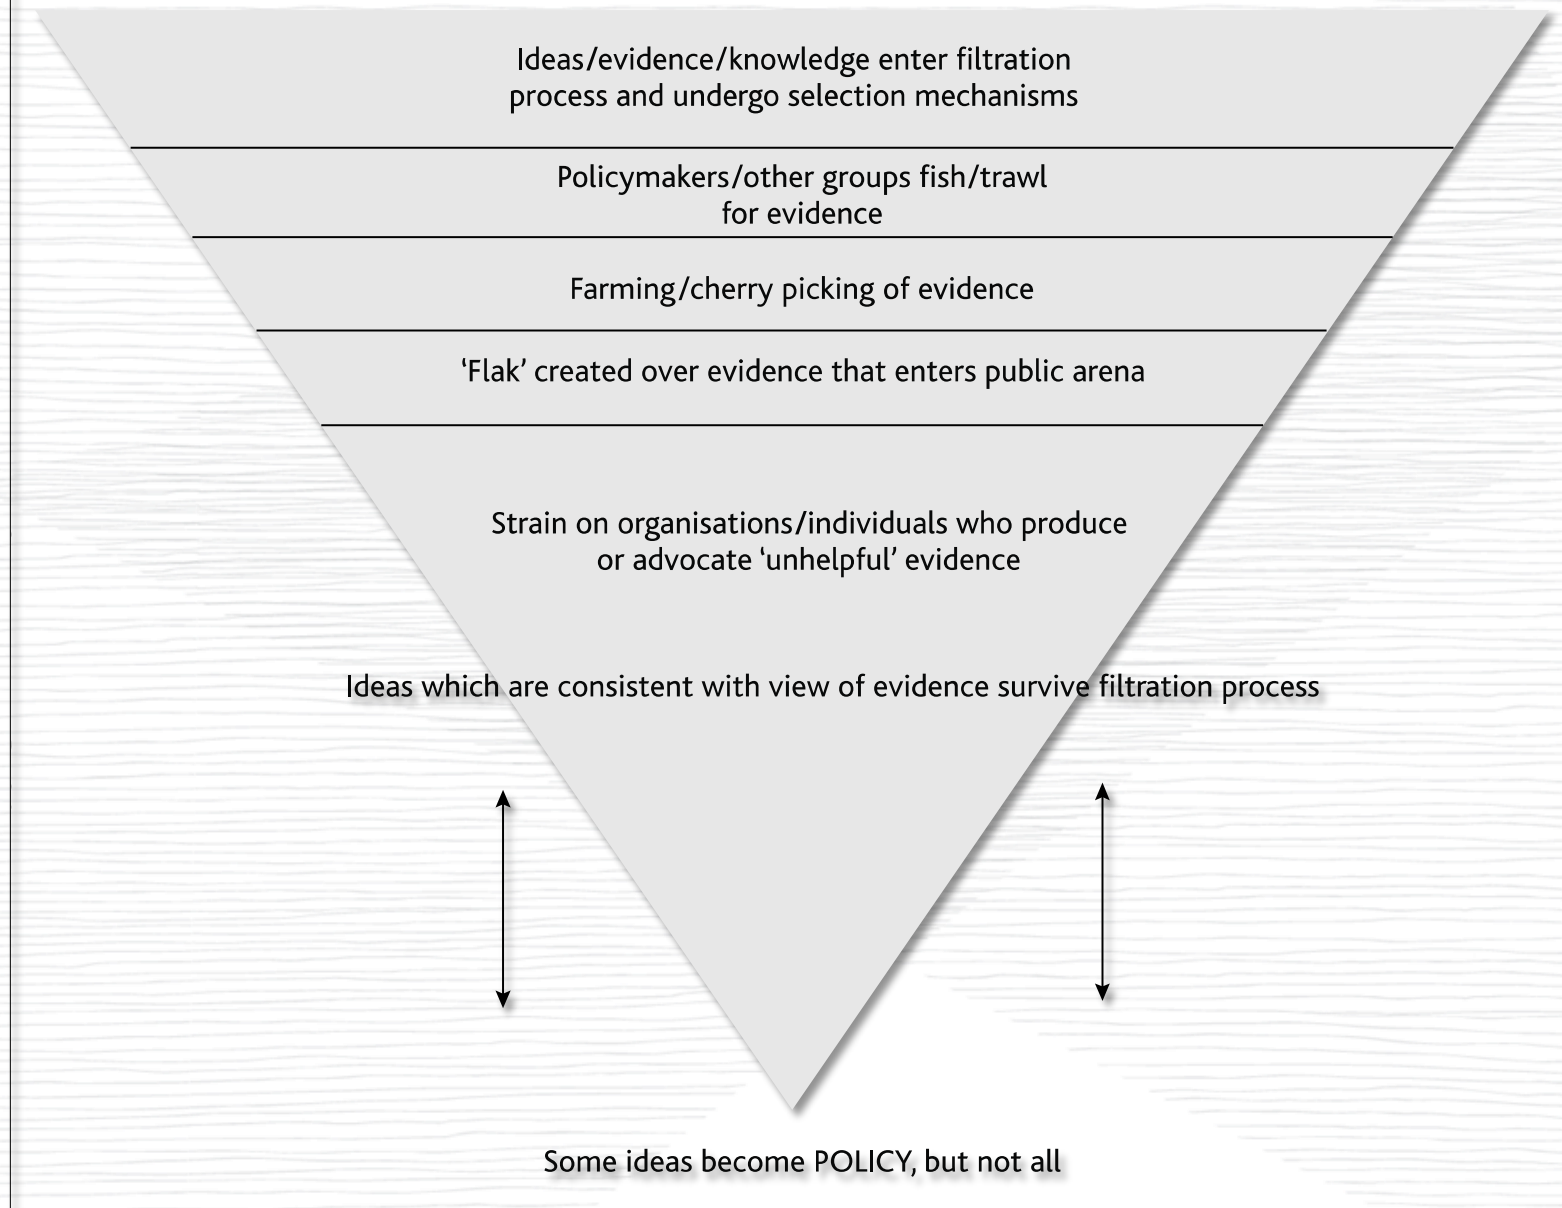 Ideas/evidence/knowledge enter filtration
process and undergo selection mechanisms
Policymakers/other groups fish/trawl
for evidence
Farming/cherry picking of evidence
‘Flak’ created over evidence that enters public arena
Strain on organisations/individuals who produce
or advocate ‘unhelpful’ evidence
Ideas which are consistent with view of evidence survive filtration process
Some ideas become POLICY, but not all